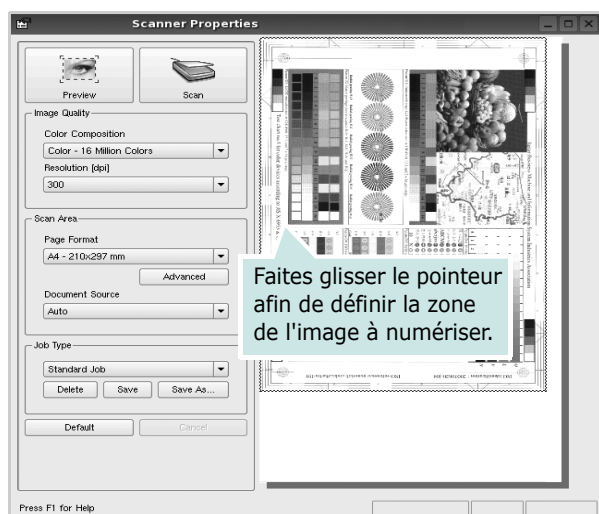 Scanner Properties
Preview
Scan
Image Quality
Color Composition
Color - 16 Million Colors
Resolution [dpi]
300
Scan Area
Page Format
A4 - 210x297 mm
Advanced
Document Source
Auto
Job Type
Standard Job
Delete
Save
Save As...
Default
Cancel
Press F1 for Help
Faites glisser le pointeur
afin de définir la zone
de l'image à numériser.